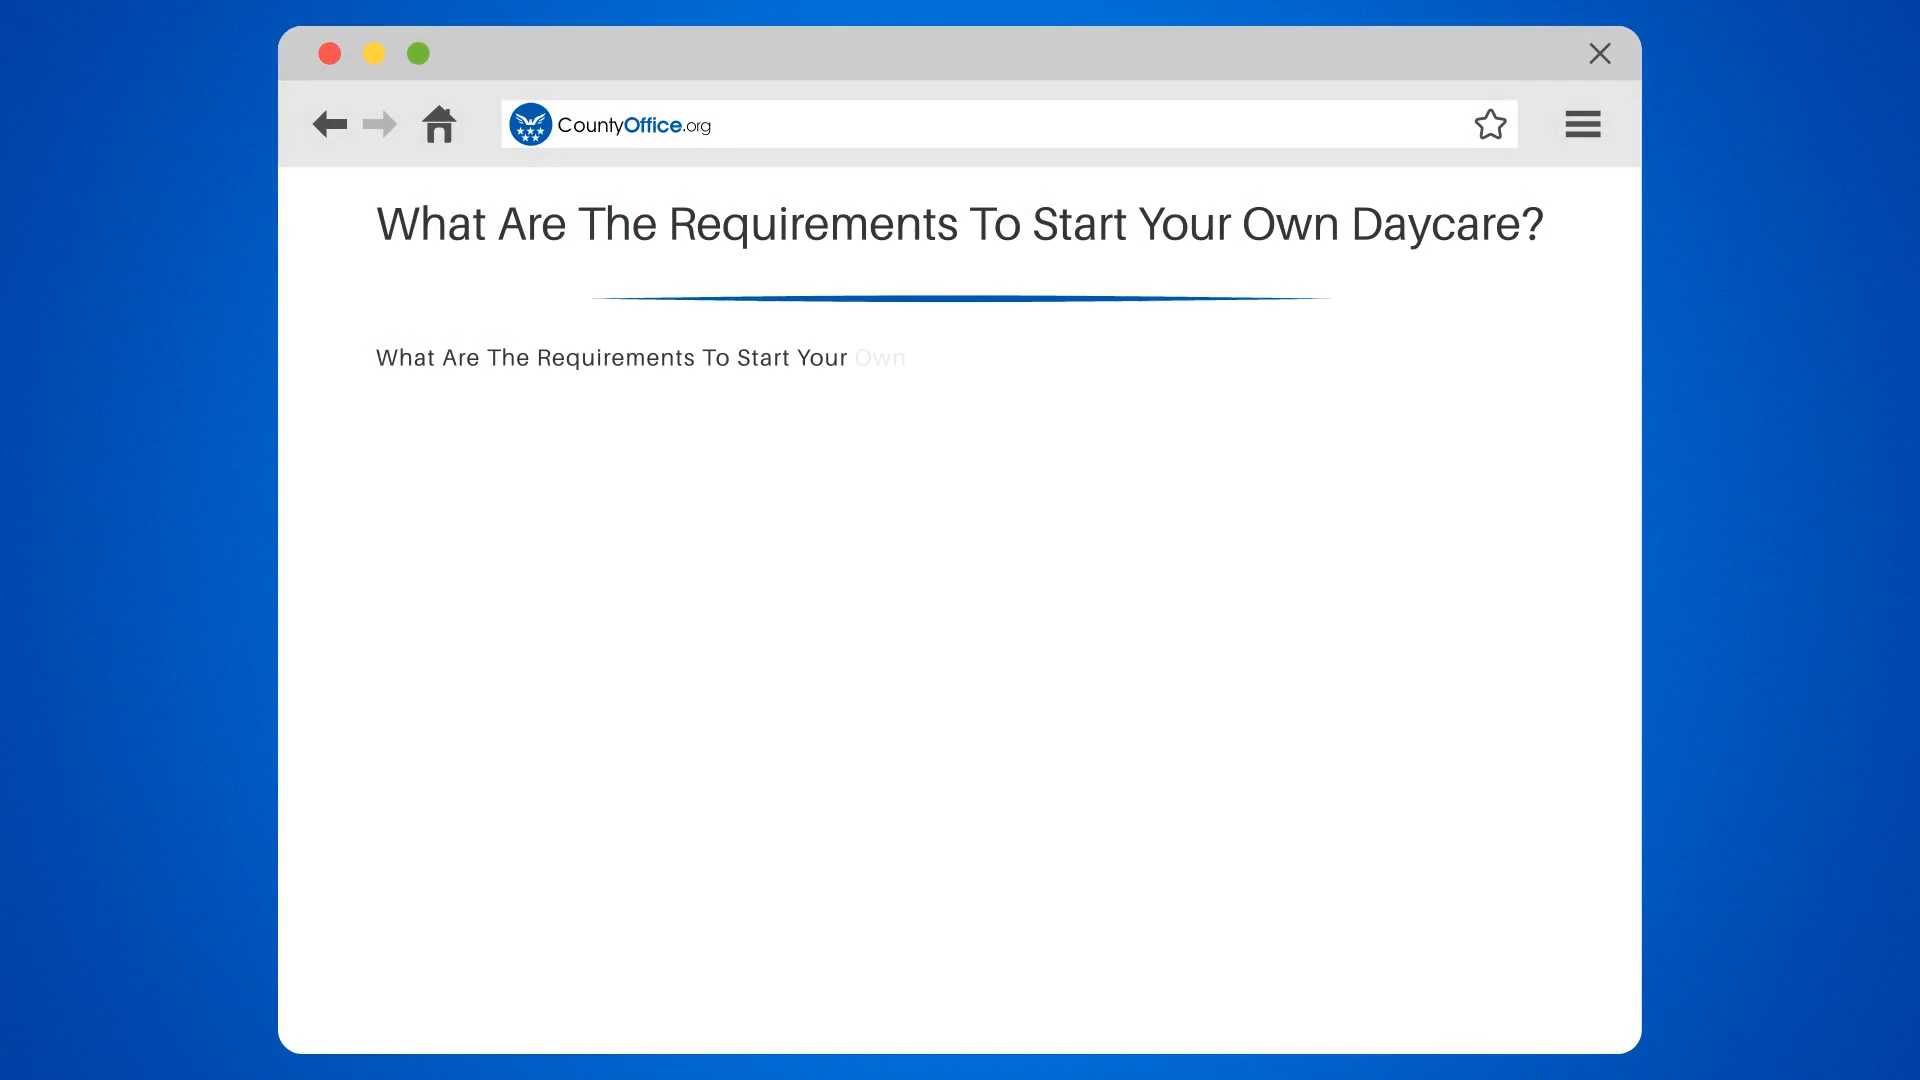 CountyOffice.org
What Are The Requirements To Start Your Own Daycare?
What Are The Requirements To Start Your Own